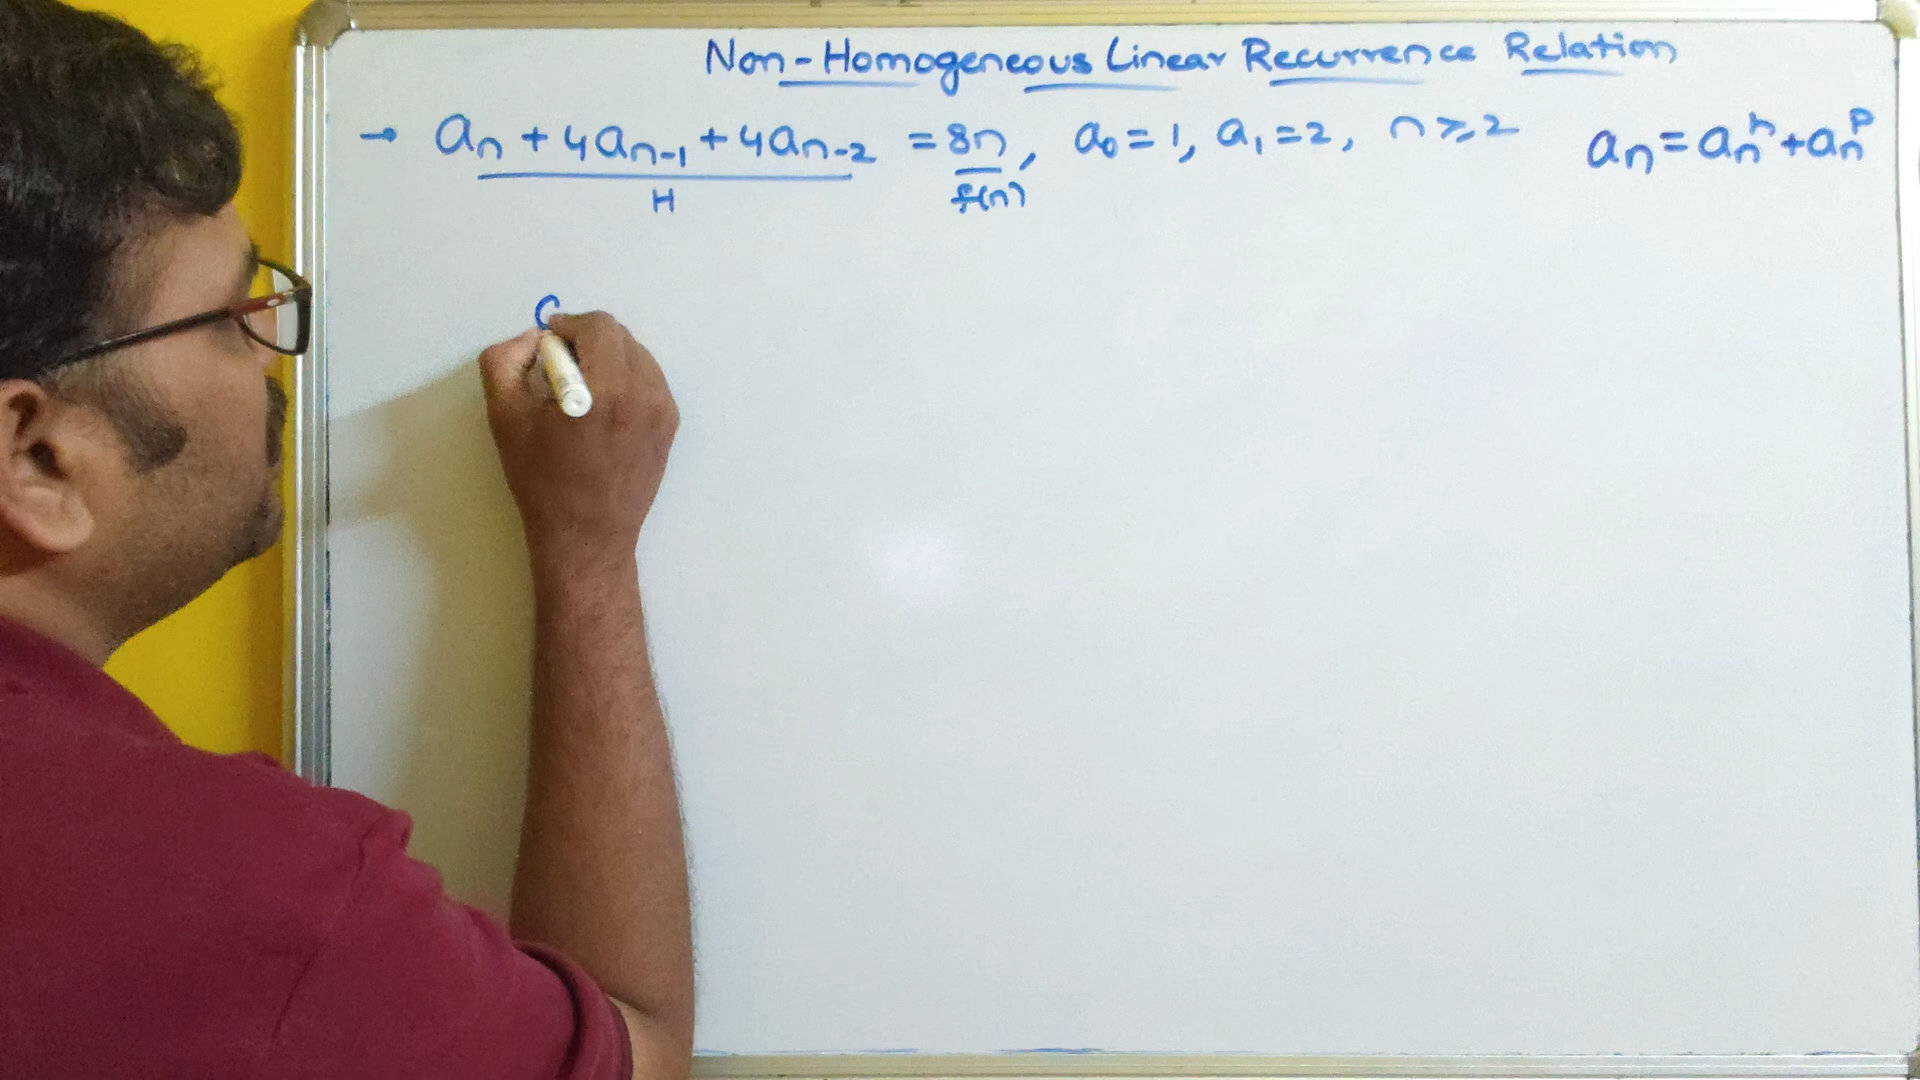 Non-Homogeneous Linear Recurrence Relation
→ aₙ + 4aₙ₋₁ + 4aₙ₋₂ = 8n, a₀ = 1, a₁ = 2, n ≥ 2 aₙ = aₙʰ + aₙᵖ
H f(n)